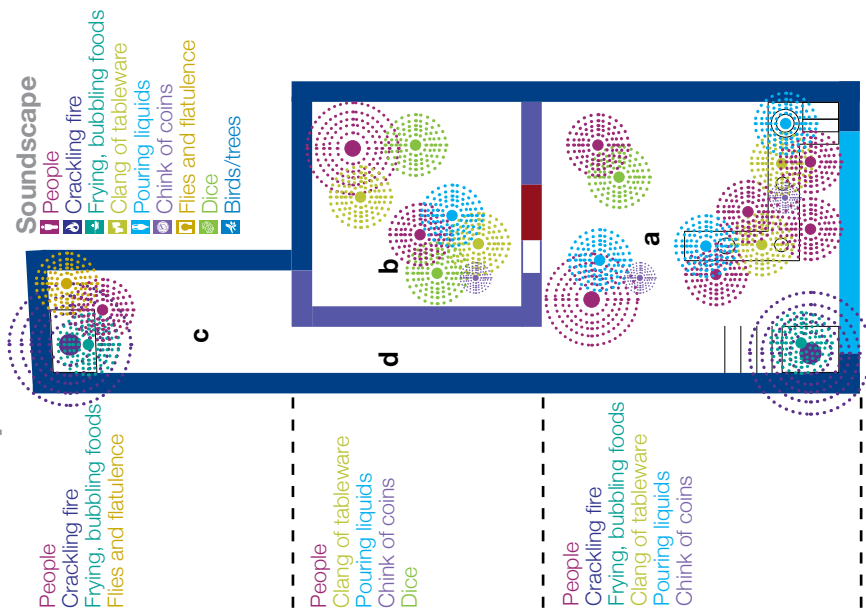 Soundscape
People
Crackling fire
Frying, bubbling foods
Clang of tableware
Pouring liquids
Chink of coins
Flies and flatulence
Dice
Birds/trees
c
b
d
a
People
Crackling fire
Frying, bubbling foods
Flies and flatulence
People
Clang of tableware
Pouring liquids
Chink of coins
Dice
People
Crackling fire
Frying, bubbling foods
Clang of tableware
Pouring liquids
Chink of coins